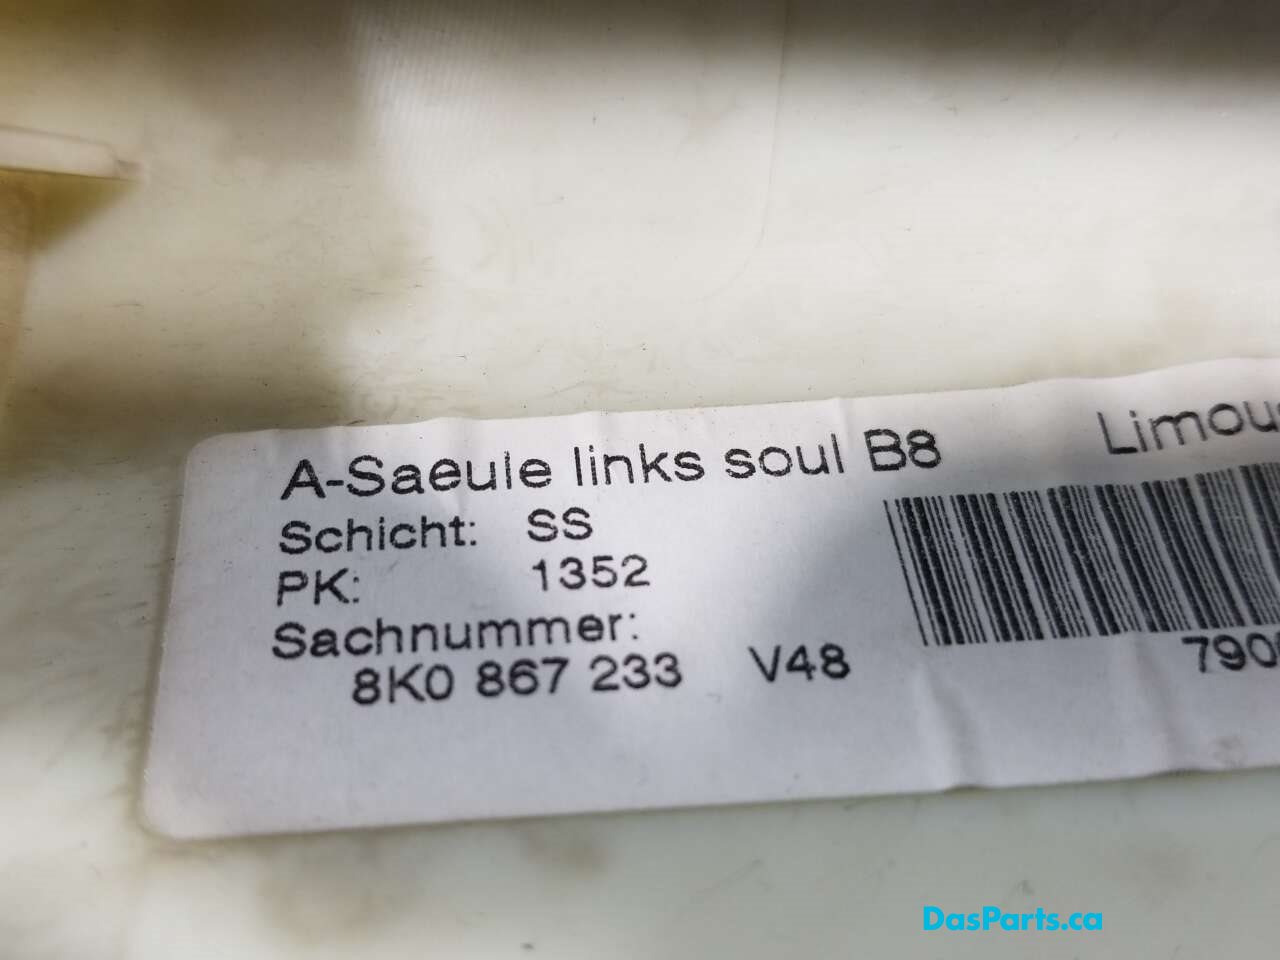 A-Saeule links soul B8
Schicht: SS
PK: 1352
Sachnummer:
8K0 867 233 V48
DasParts.ca